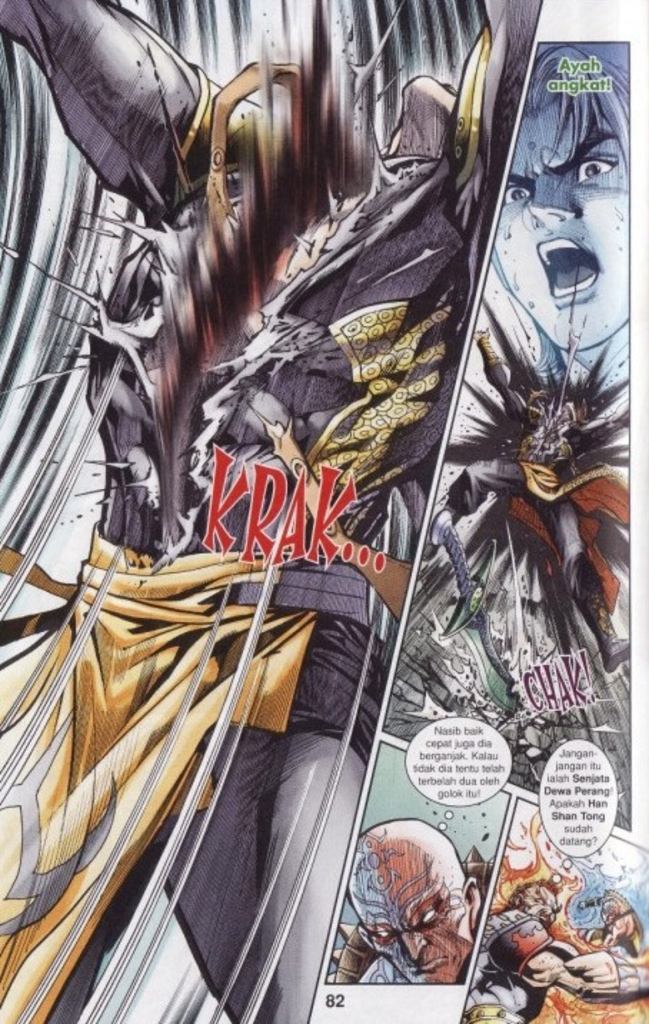 Ayah
angkat!
KRAK...
CHAK!
Nasib baik
cepat juga dia
berganjak. Kalau
tidak dia tentu telah
terbelah dua oleh
golok itu!
Jangan-
jangan itu
ialah Senjata
Dewa Perang!
Apakah Han
Shan Tong
sudah
datang?
82